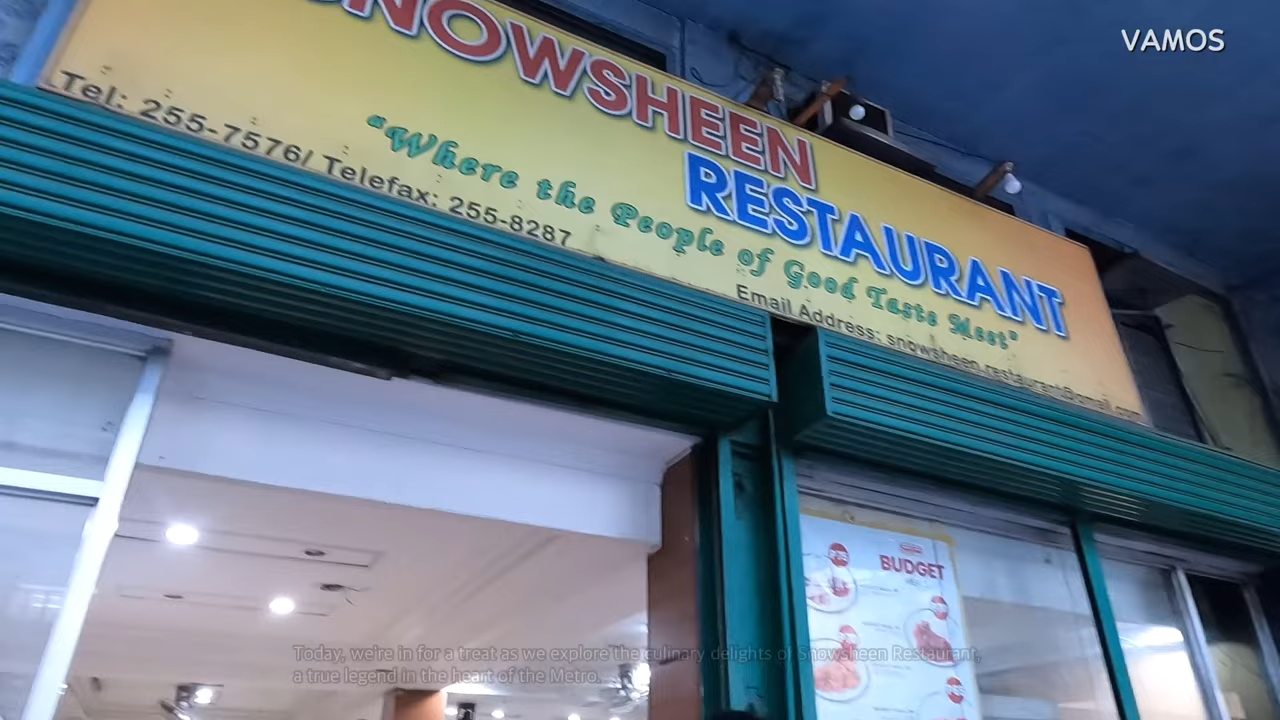 VAMOS
SNOWSHEEN
RESTAURANT
"Where the People of Good Taste Meet"
Tel: 255-7576/ Telefax: 255-8287
Email Address: snowsheen.restaurant@gmail.com
BUDGET
Today, we're in for a treat as we explore the culinary delights of Snowsheen Restaurant,
a true legend in the heart of the Metro.